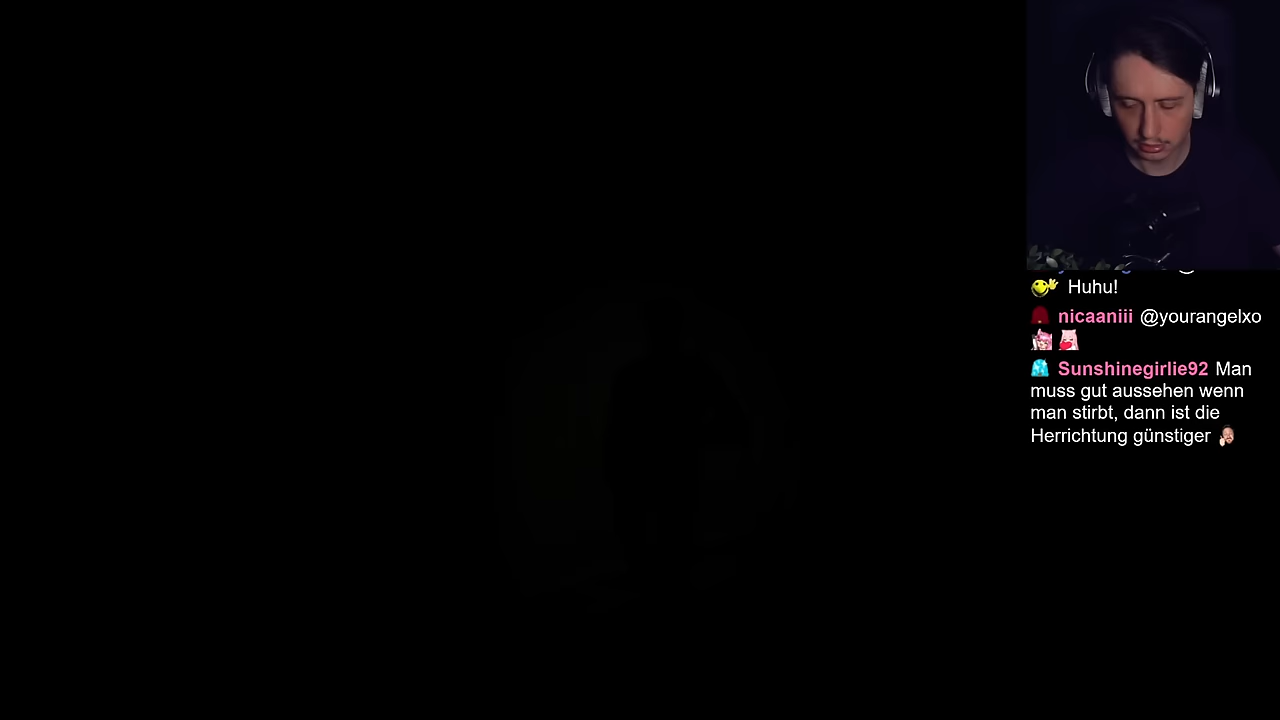 Huhu!
nicaaniii @yourangelxo
Sunshinegirlie92 Man
muss gut aussehen wenn
man stirbt, dann ist die
Herrichtung günstiger